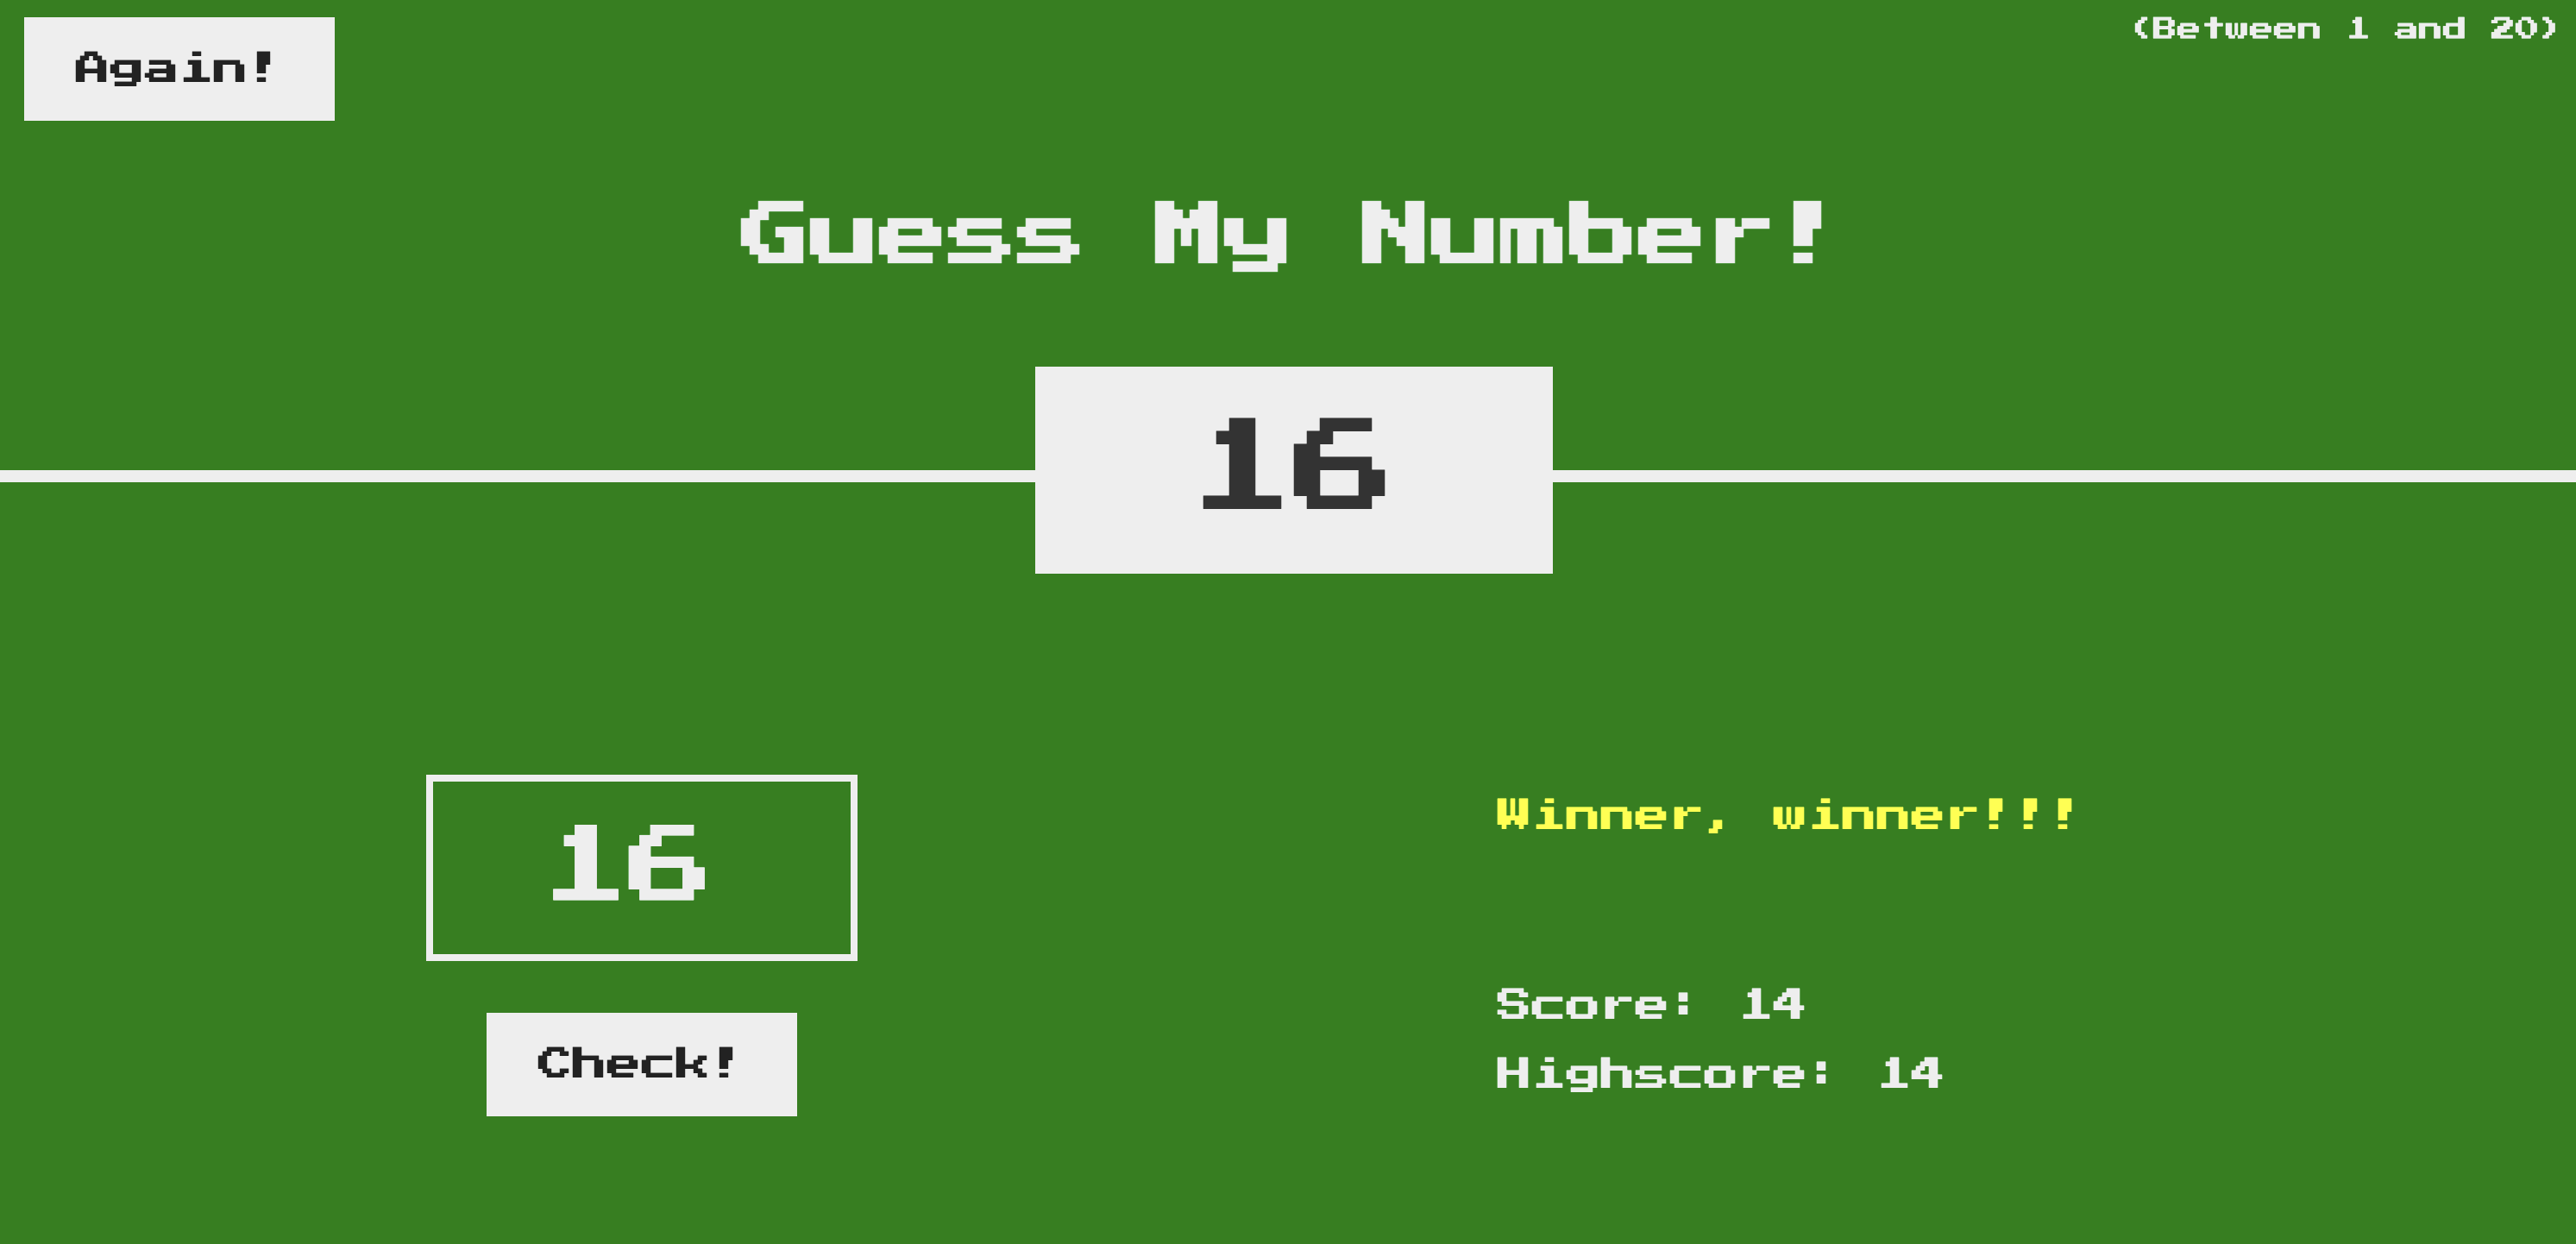 Again!
(Between 1 and 20)
Guess My Number!
16
16
Check!
Winner, winner!!!
Score: 14
Highscore: 14